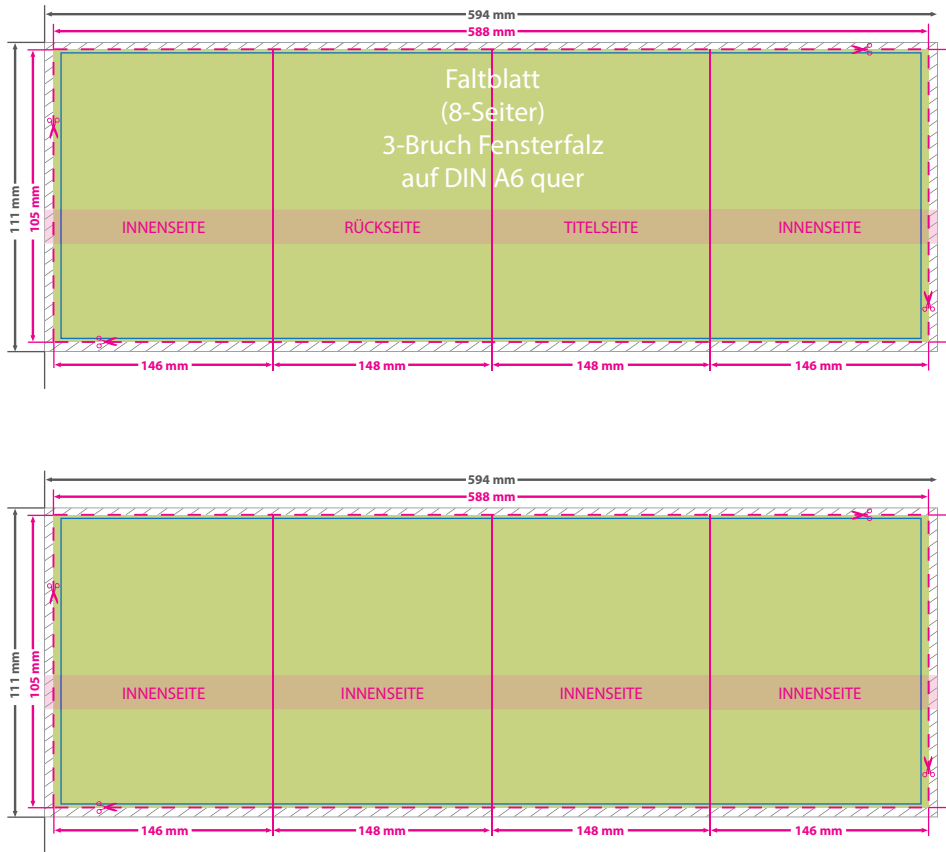 594 mm
588 mm
Faltblatt
(8-Seiter)
3-Bruch Fensterfalz
auf DIN A6 quer
111 mm
105 mm
INNENSEITE RÜCKSEITE TITELSEITE INNENSEITE
146 mm 148 mm 148 mm 146 mm
594 mm
588 mm
111 mm
105 mm
INNENSEITE INNENSEITE INNENSEITE INNENSEITE
146 mm 148 mm 148 mm 146 mm